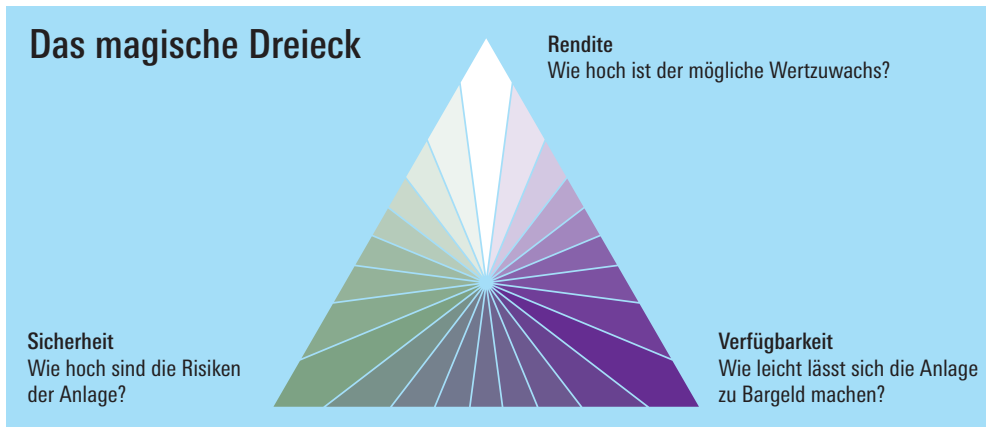 Das magische Dreieck
Rendite
Wie hoch ist der mögliche Wertzuwachs?
Sicherheit
Wie hoch sind die Risiken
der Anlage?
Verfügbarkeit
Wie leicht lässt sich die Anlage
zu Bargeld machen?